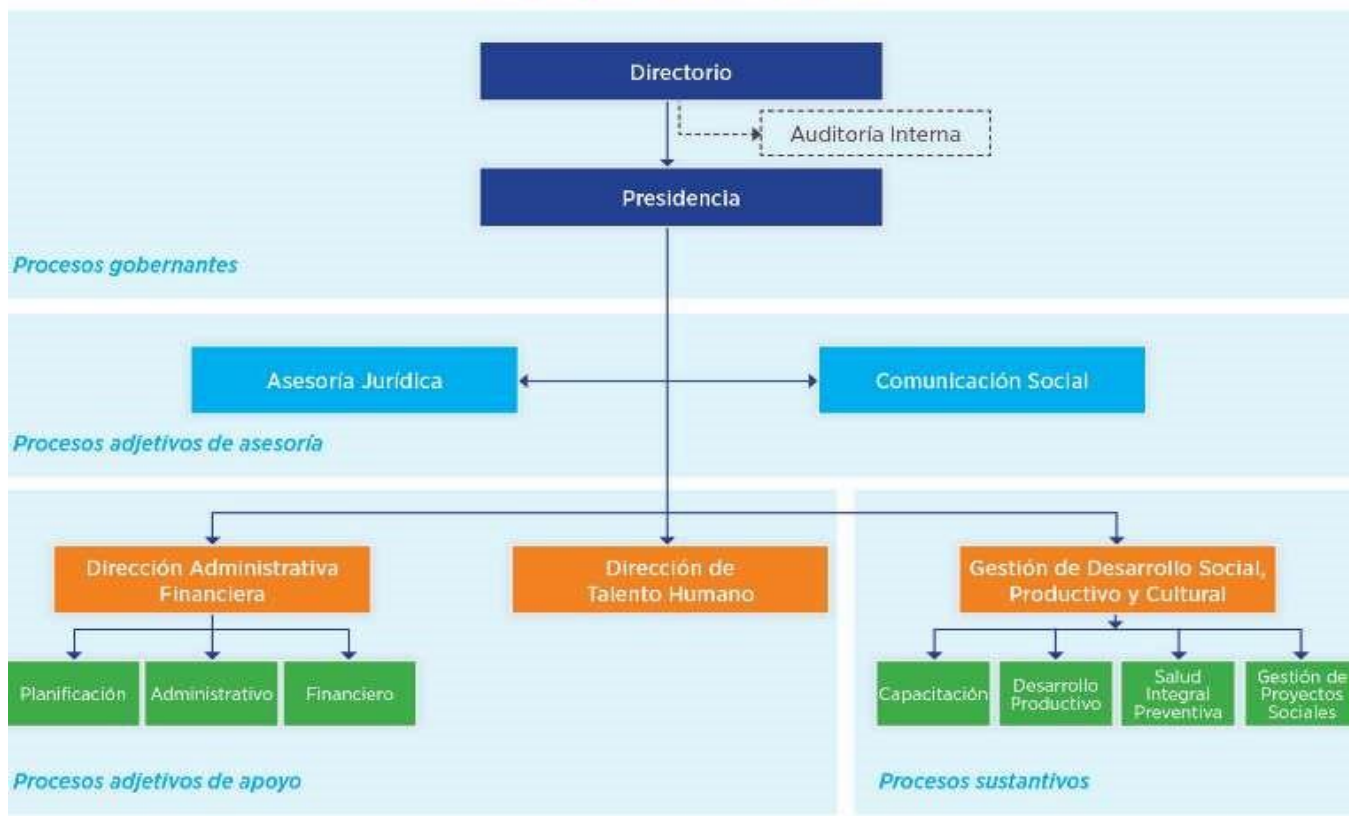 Directorio
Auditoría Interna
Presidencia
Procesos gobernantes
Asesoría Jurídica
Comunicación Social
Procesos adjetivos de asesoría
Dirección Administrativa
Financiera
Dirección de
Talento Humano
Gestión de Desarrollo Social,
Productivo y Cultural
Planificación
Administrativo
Financiero
Capacitación
Desarrollo
Productivo
Salud
Integral
Preventiva
Gestión de
Proyectos
Sociales
Procesos adjetivos de apoyo
Procesos sustantivos